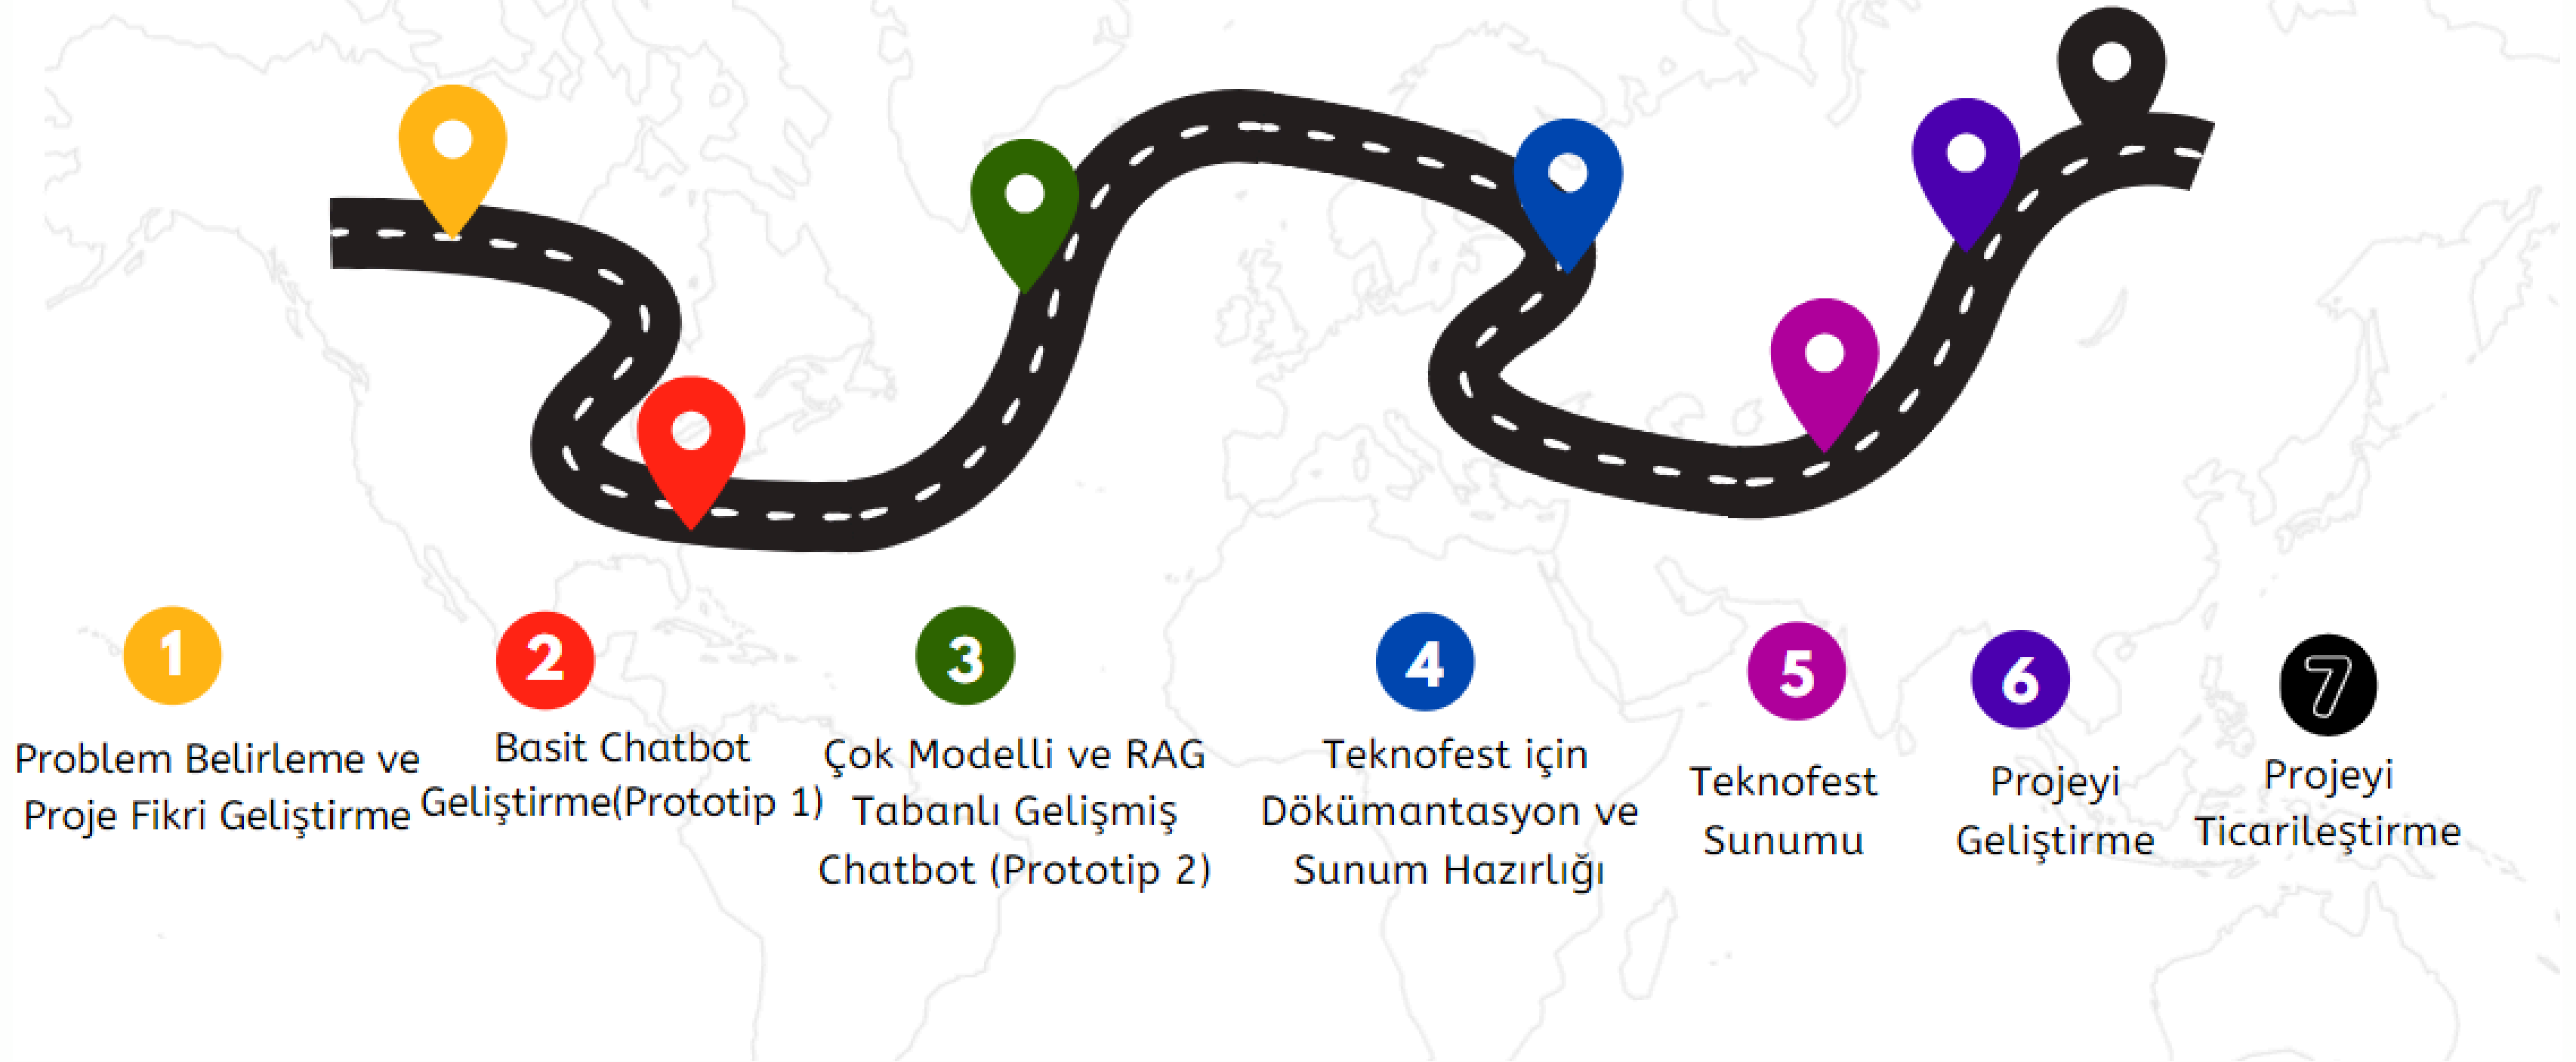 1
Problem Belirleme ve
Proje Fikri Geliştirme
2
Basit Chatbot
Geliştirme(Prototip 1)
3
Çok Modelli ve RAG
Tabanlı Gelişmiş
Chatbot (Prototip 2)
4
Teknofest için
Dökümantasyon ve
Sunum Hazırlığı
5
Teknofest
Sunumu
6
Projeyi
Geliştirme
7
Projeyi
Ticarileştirme